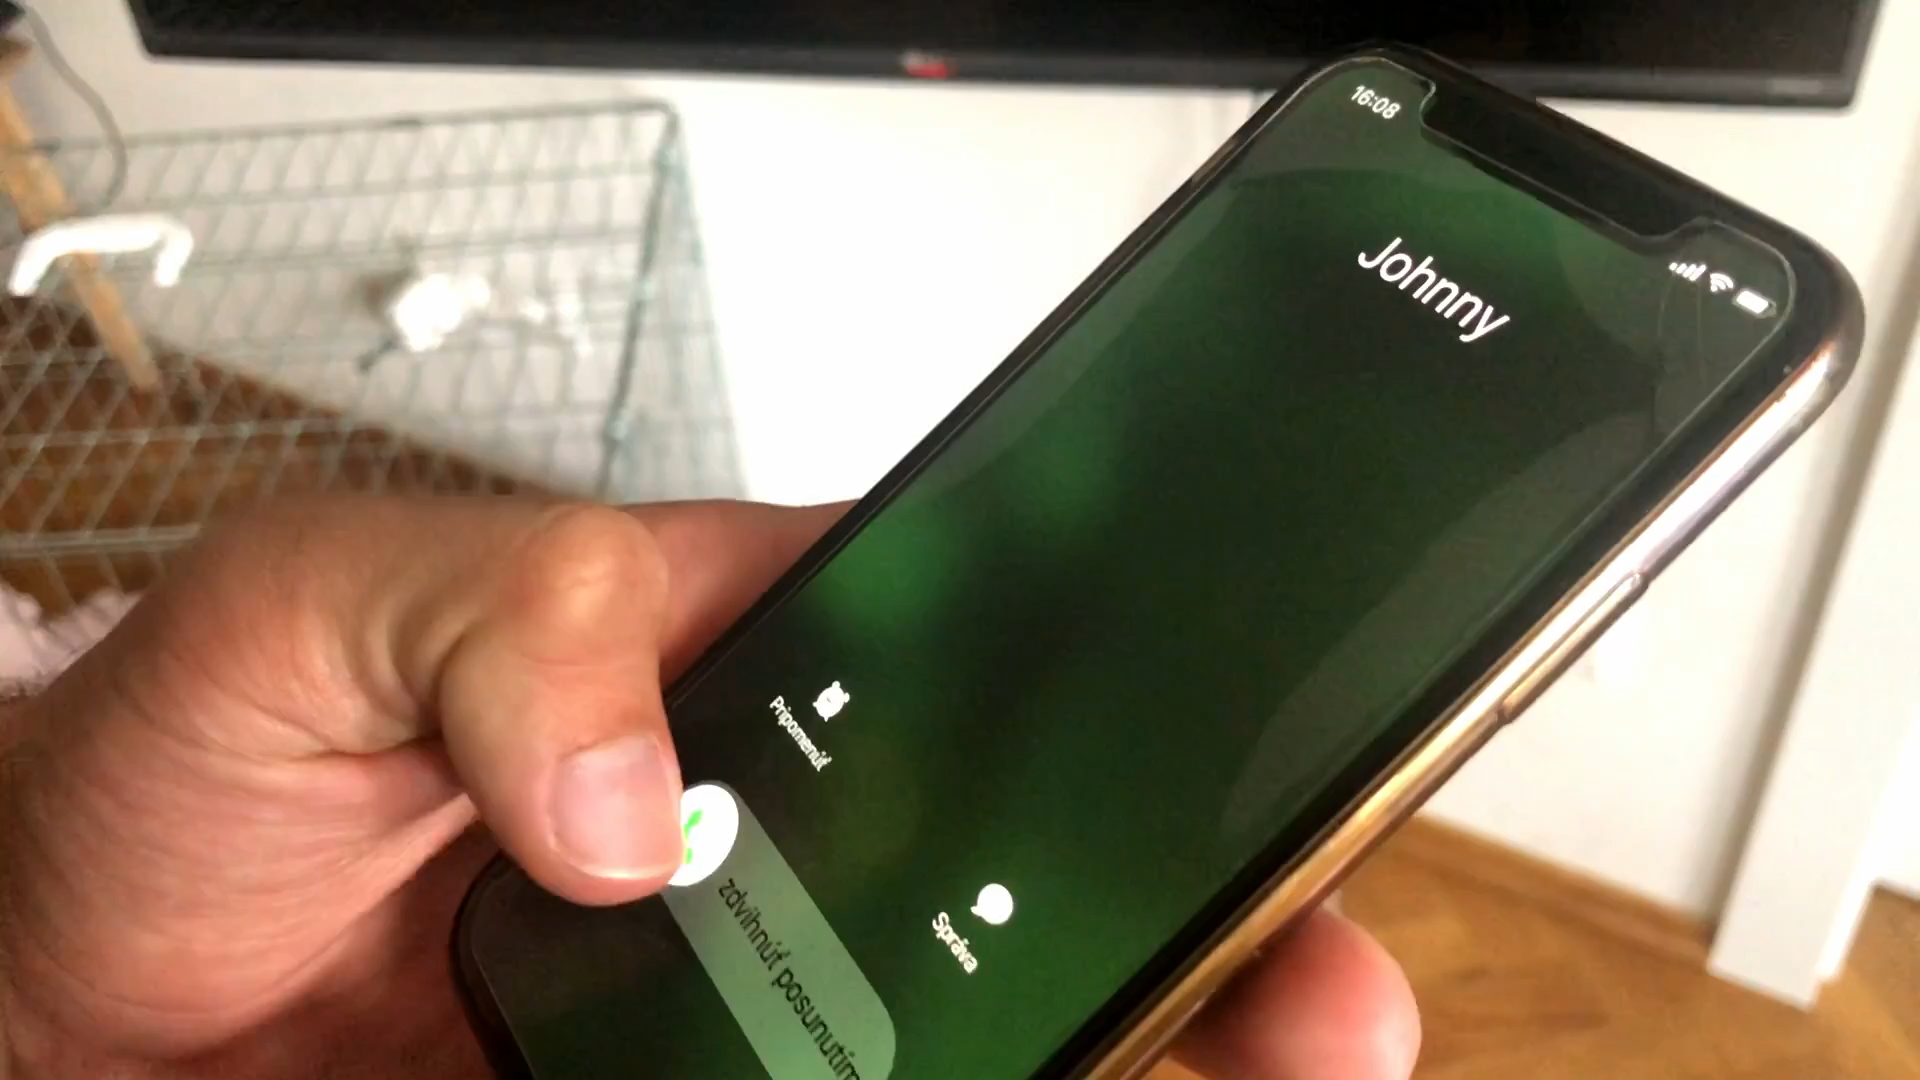 16:08
Johnny
Pripomenúť
Správa
zdvihnúť posunutím